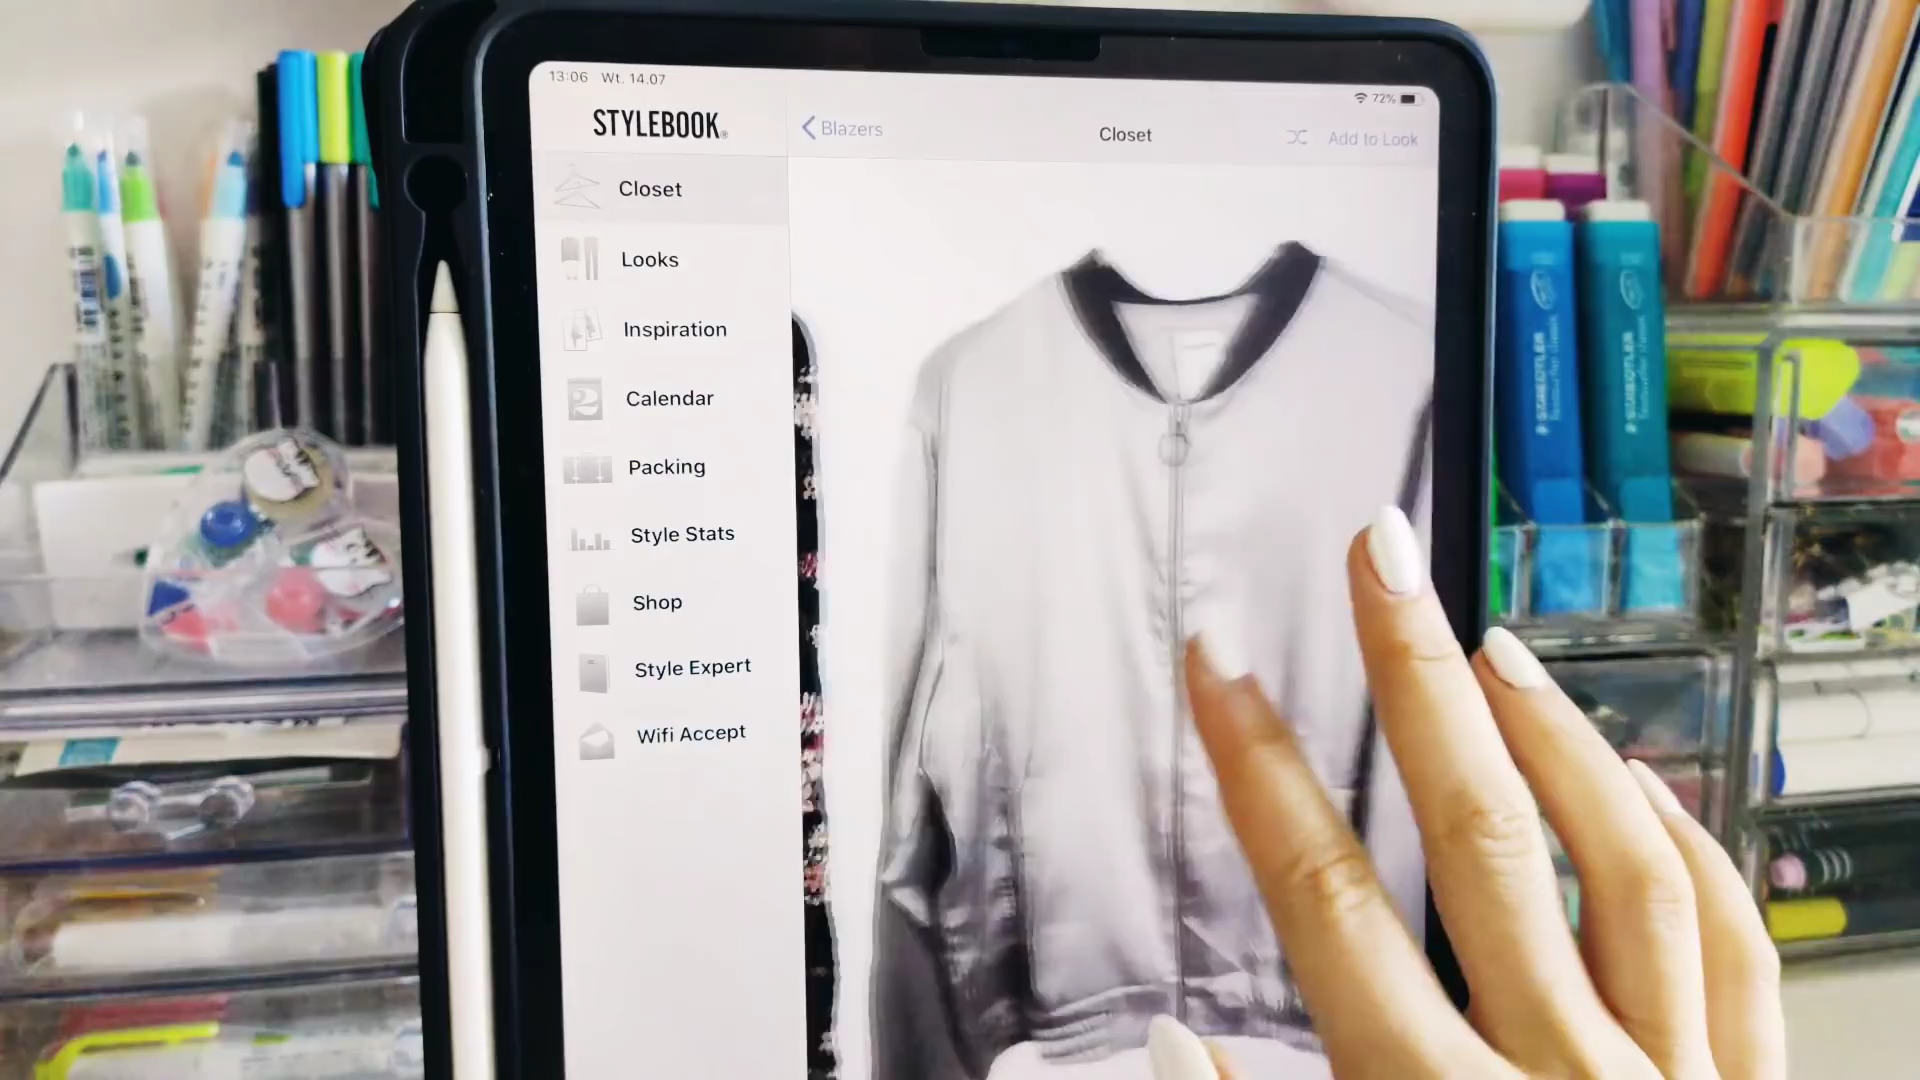 13:06 Wt. 14.07
72%
STYLEBOOK®
Blazers
Closet
Add to Look
Closet
Looks
Inspiration
Calendar
Packing
Style Stats
Shop
Style Expert
Wifi Accept
STAEDTLER
STAEDTLER